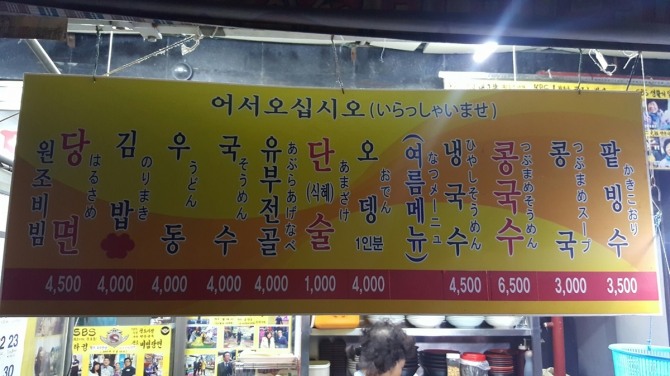 어서오십시오 (いらっしゃいませ)
원조비빔
당면
はるさめ
4,500
김밥
のりまき
4,000
우동
うどん
4,000
국수
そうめん
4,000
유부전골
あぶらあげなべ
4,000
단술
(식혜)
あまざけ
1,000
오뎅
1인분
おでん
4,000
(여름메뉴)
なつメーニュ
냉국수
ひやしそうめん
4,500
콩국수
つぶまめそうめん
6,500
콩국
つぶまめスープ
3,000
팥빙수
かきこおり
3,500
SBS